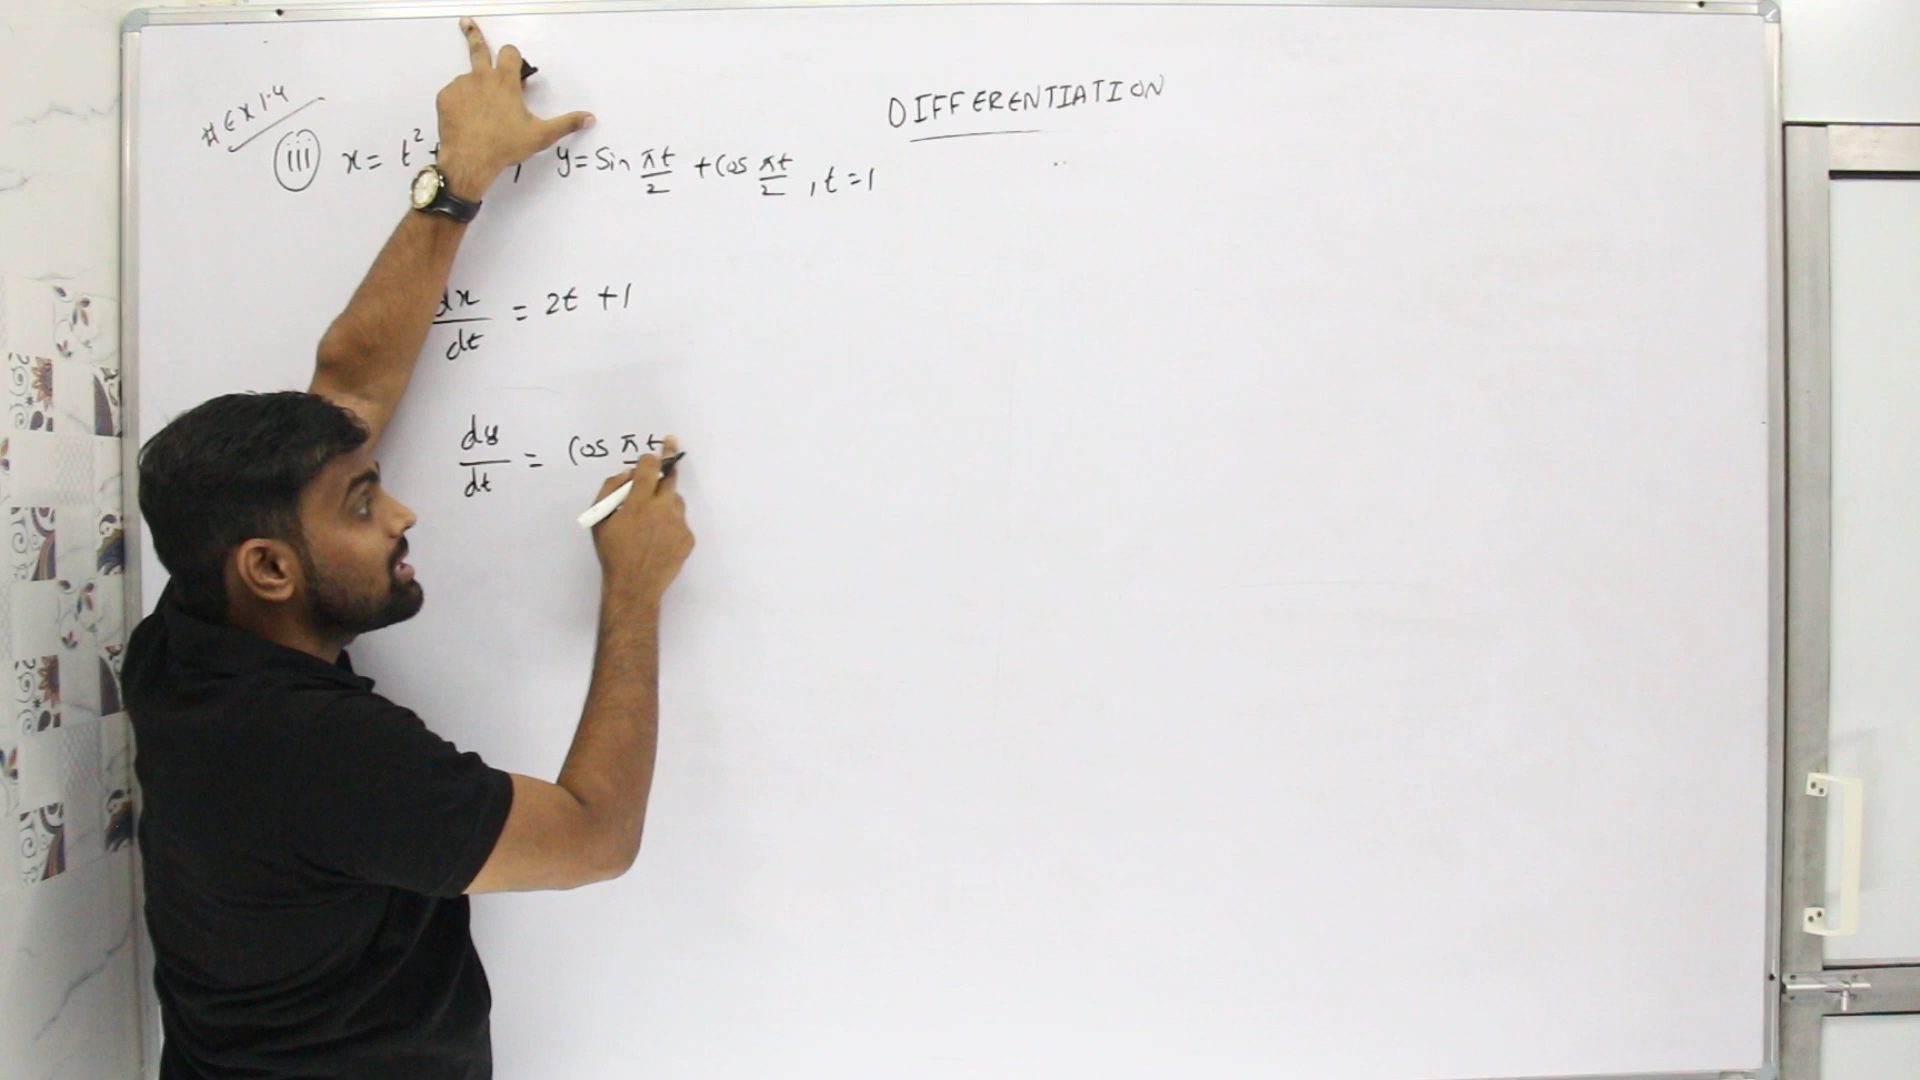 # EX 1.4
DIFFERENTIATION
(iii) x = t² + , y = Sin πt/2 + Cos πt/2 , t = 1
dx/dt = 2t + 1
dy/dt = Cos πt